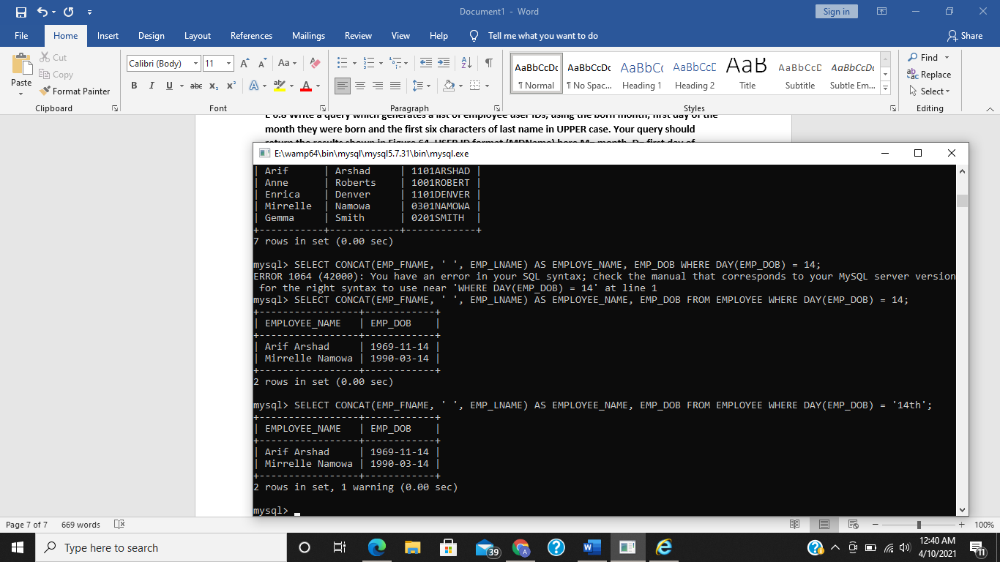 Document1 - Word
Sign in
File Home Insert Design Layout References Mailings Review View Help Tell me what you want to do Share
Paste
Cut
Copy
Format Painter
Clipboard
Calibri (Body) 11
Aa
B I U abc x₂ x² A ab A
Font
Paragraph
AaBbCcDc AaBbCcDc AaBbCc AaBbCcD AaB AaBbCcD AaBbCcDc
¶ Normal ¶ No Spac... Heading 1 Heading 2 Title Subtitle Subtle Em...
Styles
Find
Replace
Select
Editing
E 6.8 Write a query which generates a list of employee user IDs, using the born month, first day of the
month they were born and the first six characters of last name in UPPER case. Your query should
return the results shown in Figure 64. USER ID format (MDName) here M= month, D= first day of
E:\wamp64\bin\mysql\mysql5.7.31\bin\mysql.exe
| Arif | Arshad | 1101ARSHAD |
| Anne | Roberts | 1001ROBERT |
| Enrica | Denver | 1101DENVER |
| Mirrelle | Namowa | 0301NAMOWA |
| Gemma | Smith | 0201SMITH |
+-----------+------------+------------+
7 rows in set (0.00 sec)
mysql> SELECT CONCAT(EMP_FNAME, ' ', EMP_LNAME) AS EMPLOYE_NAME, EMP_DOB WHERE DAY(EMP_DOB) = 14;
ERROR 1064 (42000): You have an error in your SQL syntax; check the manual that corresponds to your MySQL server version
for the right syntax to use near 'WHERE DAY(EMP_DOB) = 14' at line 1
mysql> SELECT CONCAT(EMP_FNAME, ' ', EMP_LNAME) AS EMPLOYEE_NAME, EMP_DOB FROM EMPLOYEE WHERE DAY(EMP_DOB) = 14;
+-----------------+------------+
| EMPLOYEE_NAME | EMP_DOB |
+-----------------+------------+
| Arif Arshad | 1969-11-14 |
| Mirrelle Namowa | 1990-03-14 |
+-----------------+------------+
2 rows in set (0.00 sec)
mysql> SELECT CONCAT(EMP_FNAME, ' ', EMP_LNAME) AS EMPLOYEE_NAME, EMP_DOB FROM EMPLOYEE WHERE DAY(EMP_DOB) = '14th';
+-----------------+------------+
| EMPLOYEE_NAME | EMP_DOB |
+-----------------+------------+
| Arif Arshad | 1969-11-14 |
| Mirrelle Namowa | 1990-03-14 |
+-----------------+------------+
2 rows in set, 1 warning (0.00 sec)
mysql>
Page 7 of 7 669 words
100%
Type here to search
39
A
12:40 AM
4/10/2021
11